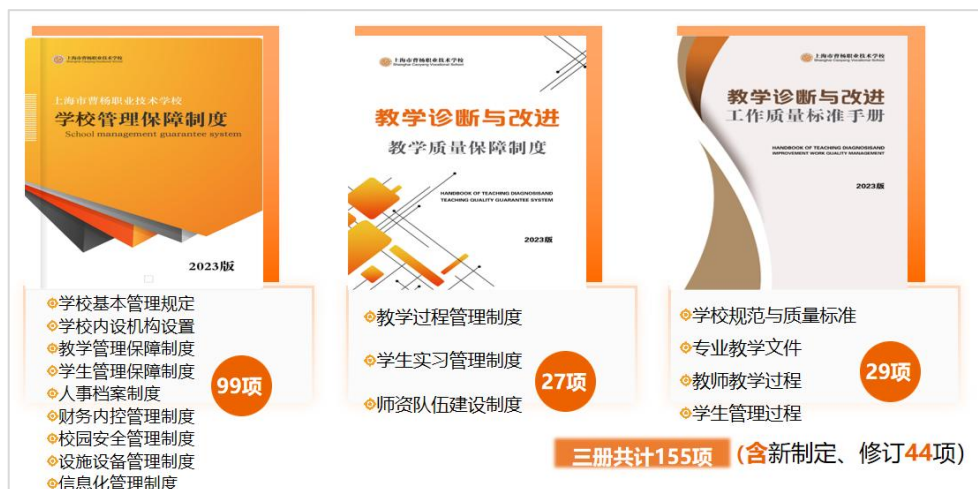 上海市曹杨职业技术学校
Shanghai Caoyang Vocational School
上海市曹杨职业技术学校
学校管理保障制度
School management guarantee system
2023版
学校基本管理规定
学校内设机构设置
教学管理保障制度
学生管理保障制度
人事档案制度
财务内控管理制度
校园安全管理制度
设施设备管理制度
信息化管理制度
99项
上海市曹杨职业技术学校
Shanghai Caoyang Vocational School
教学诊断与改进
教学质量保障制度
HANDBOOK OF TEACHING DIAGNOSISAND
TEACHING QUALITY GUARANTEE SYSTEM
2023版
教学过程管理制度
学生实习管理制度
师资队伍建设制度
27项
上海市曹杨职业技术学校
Shanghai Caoyang Vocational School
教学诊断与改进
工作质量标准手册
HANDBOOK OF TEACHING DIAGNOSISAND
IMPROVEMENT WORK QUALITY MANAGEMENT
2023版
学校规范与质量标准
专业教学文件
教师教学过程
学生管理过程
29项
三册共计155项 (含新制定、修订44项)